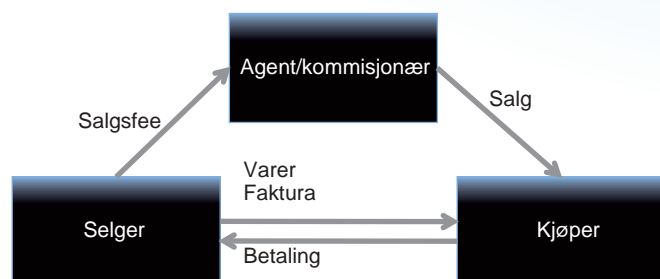 Agent/kommisjonær
Salgsfee
Salg
Varer
Faktura
Selger
Kjøper
Betaling